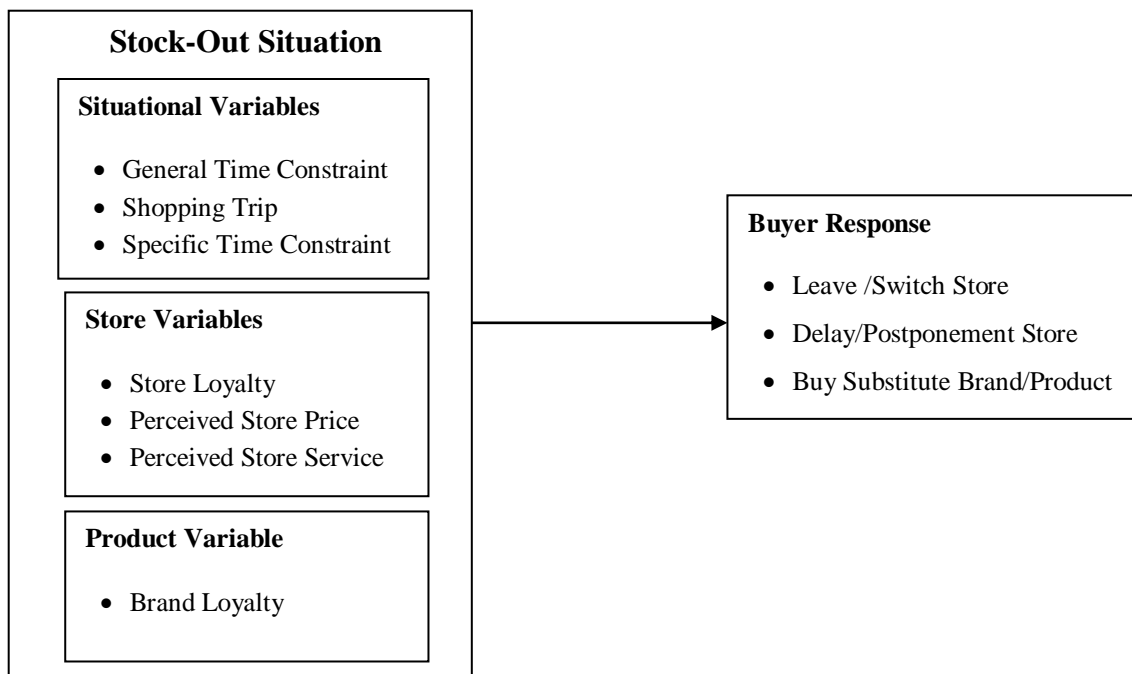 Stock-Out Situation
Situational Variables
• General Time Constraint
• Shopping Trip
• Specific Time Constraint
Store Variables
• Store Loyalty
• Perceived Store Price
• Perceived Store Service
Product Variable
• Brand Loyalty
Buyer Response
• Leave /Switch Store
• Delay/Postponement Store
• Buy Substitute Brand/Product